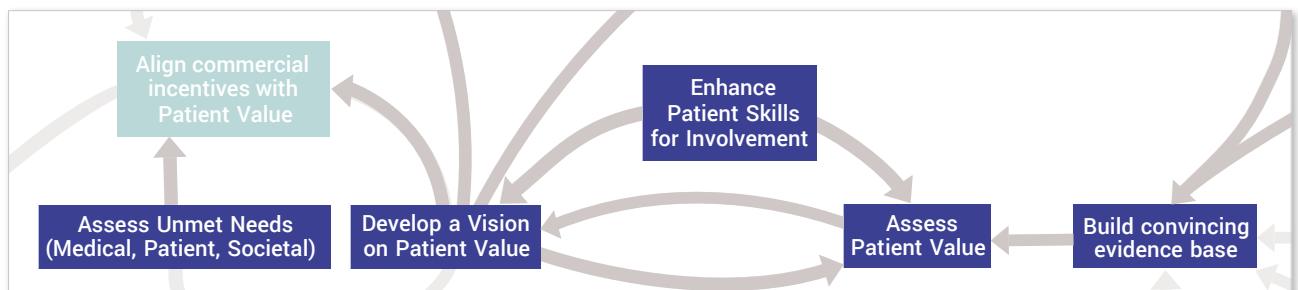 Align commercial
incentives with
Patient Value
Enhance
Patient Skills
for Involvement
Assess Unmet Needs
(Medical, Patient, Societal)
Develop a Vision
on Patient Value
Assess
Patient Value
Build convincing
evidence base